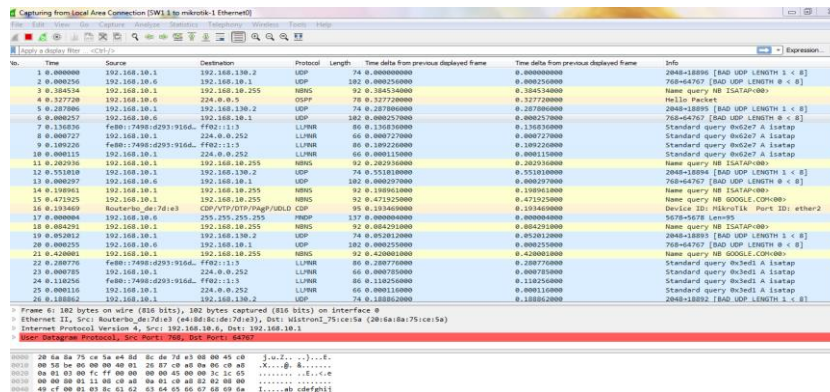 Capturing from Local Area Connection [SW1 1 to mikrotik-1 Ethernet0]
File Edit View Go Capture Analyze Statistics Telephony Wireless Tools Help
Apply a display filter ... <Ctrl-/> Expression...
No. Time Source Destination Protocol Length Time delta from previous displayed frame Time delta from previous displayed frame Info
1 0.000000 192.168.10.1 192.168.130.2 UDP 74 0.000000000 0.000000000 2048→18896 [BAD UDP LENGTH 1 < 8]
2 0.000256 192.168.10.6 192.168.10.1 UDP 102 0.000256000 0.000256000 768→64767 [BAD UDP LENGTH 0 < 8]
3 0.384534 192.168.10.1 192.168.10.255 NBNS 92 0.384534000 0.384534000 Name query NB ISATAP<00>
4 0.327720 192.168.10.6 224.0.0.5 OSPF 78 0.327720000 0.327720000 Hello Packet
5 0.287806 192.168.10.1 192.168.130.2 UDP 74 0.287806000 0.287806000 2048→18895 [BAD UDP LENGTH 1 < 8]
6 0.000257 192.168.10.6 192.168.10.1 UDP 102 0.000257000 0.000257000 768→64767 [BAD UDP LENGTH 0 < 8]
7 0.136836 fe80::7498:d293:916d… ff02::1:3 LLMNR 86 0.136836000 0.136836000 Standard query 0x62e7 A isatap
8 0.000727 192.168.10.1 224.0.0.252 LLMNR 66 0.000727000 0.000727000 Standard query 0x62e7 A isatap
9 0.109226 fe80::7498:d293:916d… ff02::1:3 LLMNR 86 0.109226000 0.109226000 Standard query 0x62e7 A isatap
10 0.000115 192.168.10.1 224.0.0.252 LLMNR 66 0.000115000 0.000115000 Standard query 0x62e7 A isatap
11 0.202936 192.168.10.1 192.168.10.255 NBNS 92 0.202936000 0.202936000 Name query NB ISATAP<00>
12 0.551010 192.168.10.1 192.168.130.2 UDP 74 0.551010000 0.551010000 2048→18894 [BAD UDP LENGTH 1 < 8]
13 0.000297 192.168.10.6 192.168.10.1 UDP 102 0.000297000 0.000297000 768→64767 [BAD UDP LENGTH 0 < 8]
14 0.198961 192.168.10.1 192.168.10.255 NBNS 92 0.198961000 0.198961000 Name query NB ISATAP<00>
15 0.471925 192.168.10.1 192.168.10.255 NBNS 92 0.471925000 0.471925000 Name query NB GOOGLE.COM<00>
16 0.193469 Routerbo_de:7d:e3 CDP/VTP/DTP/PAgP/UDLD CDP 95 0.193469000 0.193469000 Device ID: MikroTik Port ID: ether2
17 0.000004 192.168.10.6 255.255.255.255 MNDP 137 0.000004000 0.000004000 5678→5678 Len=95
18 0.084291 192.168.10.1 192.168.10.255 NBNS 92 0.084291000 0.084291000 Name query NB ISATAP<00>
19 0.052012 192.168.10.1 192.168.130.2 UDP 74 0.052012000 0.052012000 2048→18893 [BAD UDP LENGTH 1 < 8]
20 0.000255 192.168.10.6 192.168.10.1 UDP 102 0.000255000 0.000255000 768→64767 [BAD UDP LENGTH 0 < 8]
21 0.420001 192.168.10.1 192.168.10.255 NBNS 92 0.420001000 0.420001000 Name query NB GOOGLE.COM<00>
22 0.280776 fe80::7498:d293:916d… ff02::1:3 LLMNR 86 0.280776000 0.280776000 Standard query 0x3ed1 A isatap
23 0.000785 192.168.10.1 224.0.0.252 LLMNR 66 0.000785000 0.000785000 Standard query 0x3ed1 A isatap
24 0.110256 fe80::7498:d293:916d… ff02::1:3 LLMNR 86 0.110256000 0.110256000 Standard query 0x3ed1 A isatap
25 0.000116 192.168.10.1 224.0.0.252 LLMNR 66 0.000116000 0.000116000 Standard query 0x3ed1 A isatap
26 0.188862 192.168.10.1 192.168.130.2 UDP 74 0.188862000 0.188862000 2048→18892 [BAD UDP LENGTH 1 < 8]
Frame 6: 102 bytes on wire (816 bits), 102 bytes captured (816 bits) on interface 0
Ethernet II, Src: Routerbo_de:7d:e3 (e4:8d:8c:de:7d:e3), Dst: WistronI_75:ce:5a (20:6a:8a:75:ce:5a)
Internet Protocol Version 4, Src: 192.168.10.6, Dst: 192.168.10.1
User Datagram Protocol, Src Port: 768, Dst Port: 64767
0000 20 6a 8a 75 ce 5a e4 8d 8c de 7d e3 08 00 45 c0 j.u.Z.. ..}...E.
0010 00 58 be 06 00 00 40 01 26 87 c0 a8 0a 06 c0 a8 .X....@. &.......
0020 0a 01 03 00 fc ff 00 00 00 00 45 00 00 3c 1c 65
0030 00 00 80 01 11 08 c0 a8 0a 01 c0 a8 82 02 08 00
0040 49 cf 00 01 03 8c 61 62 63 64 65 66 67 68 69 6a I.....ab cdefghij